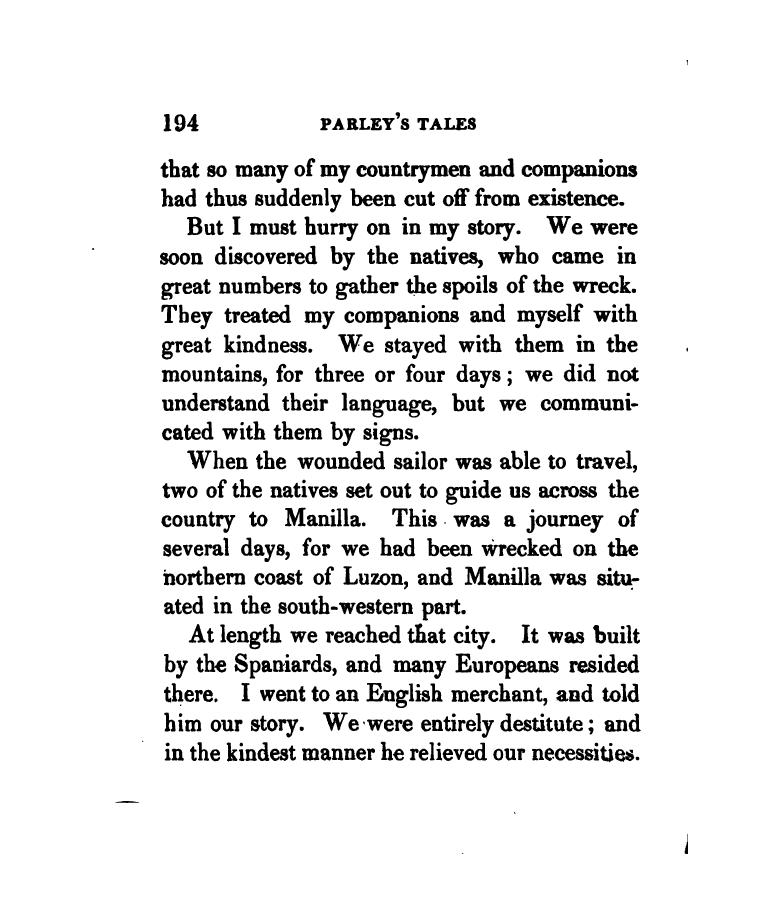 194 PARLEY'S TALES
that so many of my countrymen and companions
had thus suddenly been cut off from existence.
But I must hurry on in my story. We were
soon discovered by the natives, who came in
great numbers to gather the spoils of the wreck.
They treated my companions and myself with
great kindness. We stayed with them in the
mountains, for three or four days; we did not
understand their language, but we communi-
cated with them by signs.
When the wounded sailor was able to travel,
two of the natives set out to guide us across the
country to Manilla. This was a journey of
several days, for we had been wrecked on the
northern coast of Luzon, and Manilla was situ-
ated in the south-western part.
At length we reached that city. It was built
by the Spaniards, and many Europeans resided
there. I went to an English merchant, and told
him our story. We were entirely destitute; and
in the kindest manner he relieved our necessities.